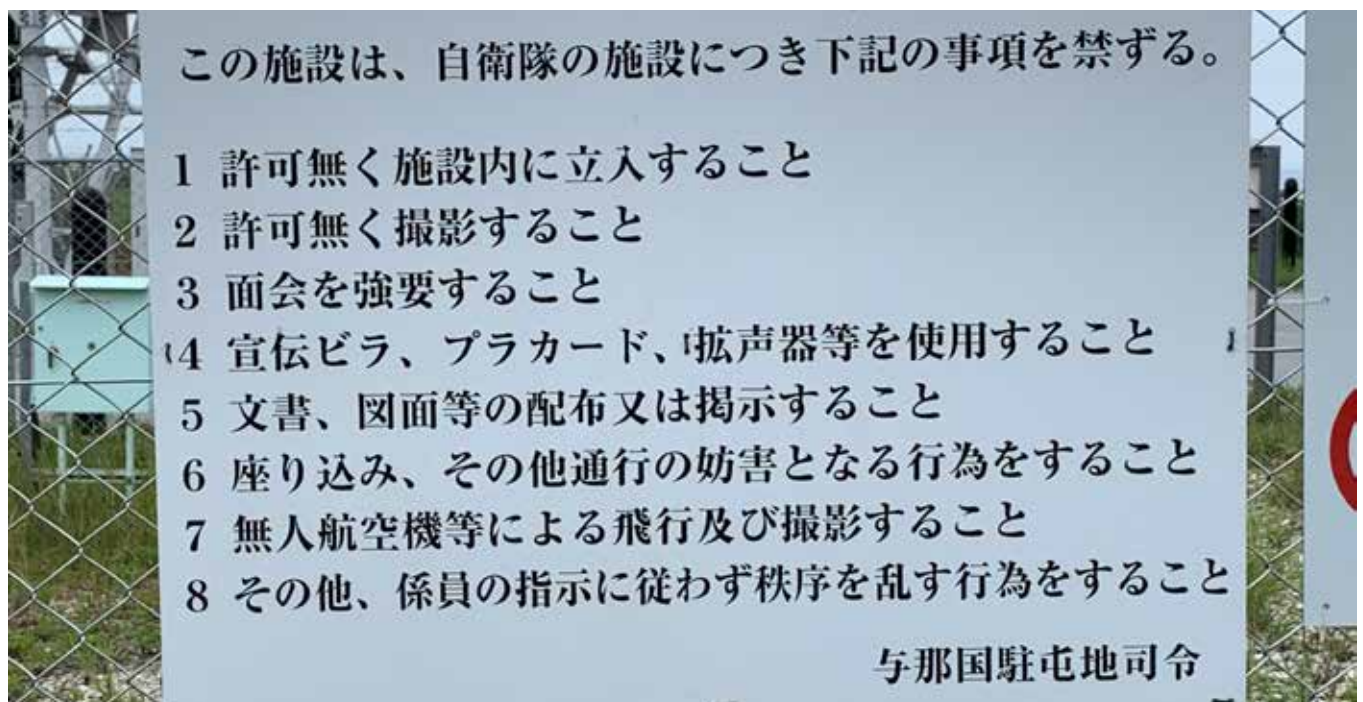 この施設は、自衛隊の施設につき下記の事項を禁ずる。
1 許可無く施設内に立入すること
2 許可無く撮影すること
3 面会を強要すること
4 宣伝ビラ、プラカード、拡声器等を使用すること
5 文書、図面等の配布又は掲示すること
6 座り込み、その他通行の妨害となる行為をすること
7 無人航空機等による飛行及び撮影すること
8 その他、係員の指示に従わず秩序を乱す行為をすること
与那国駐屯地司令